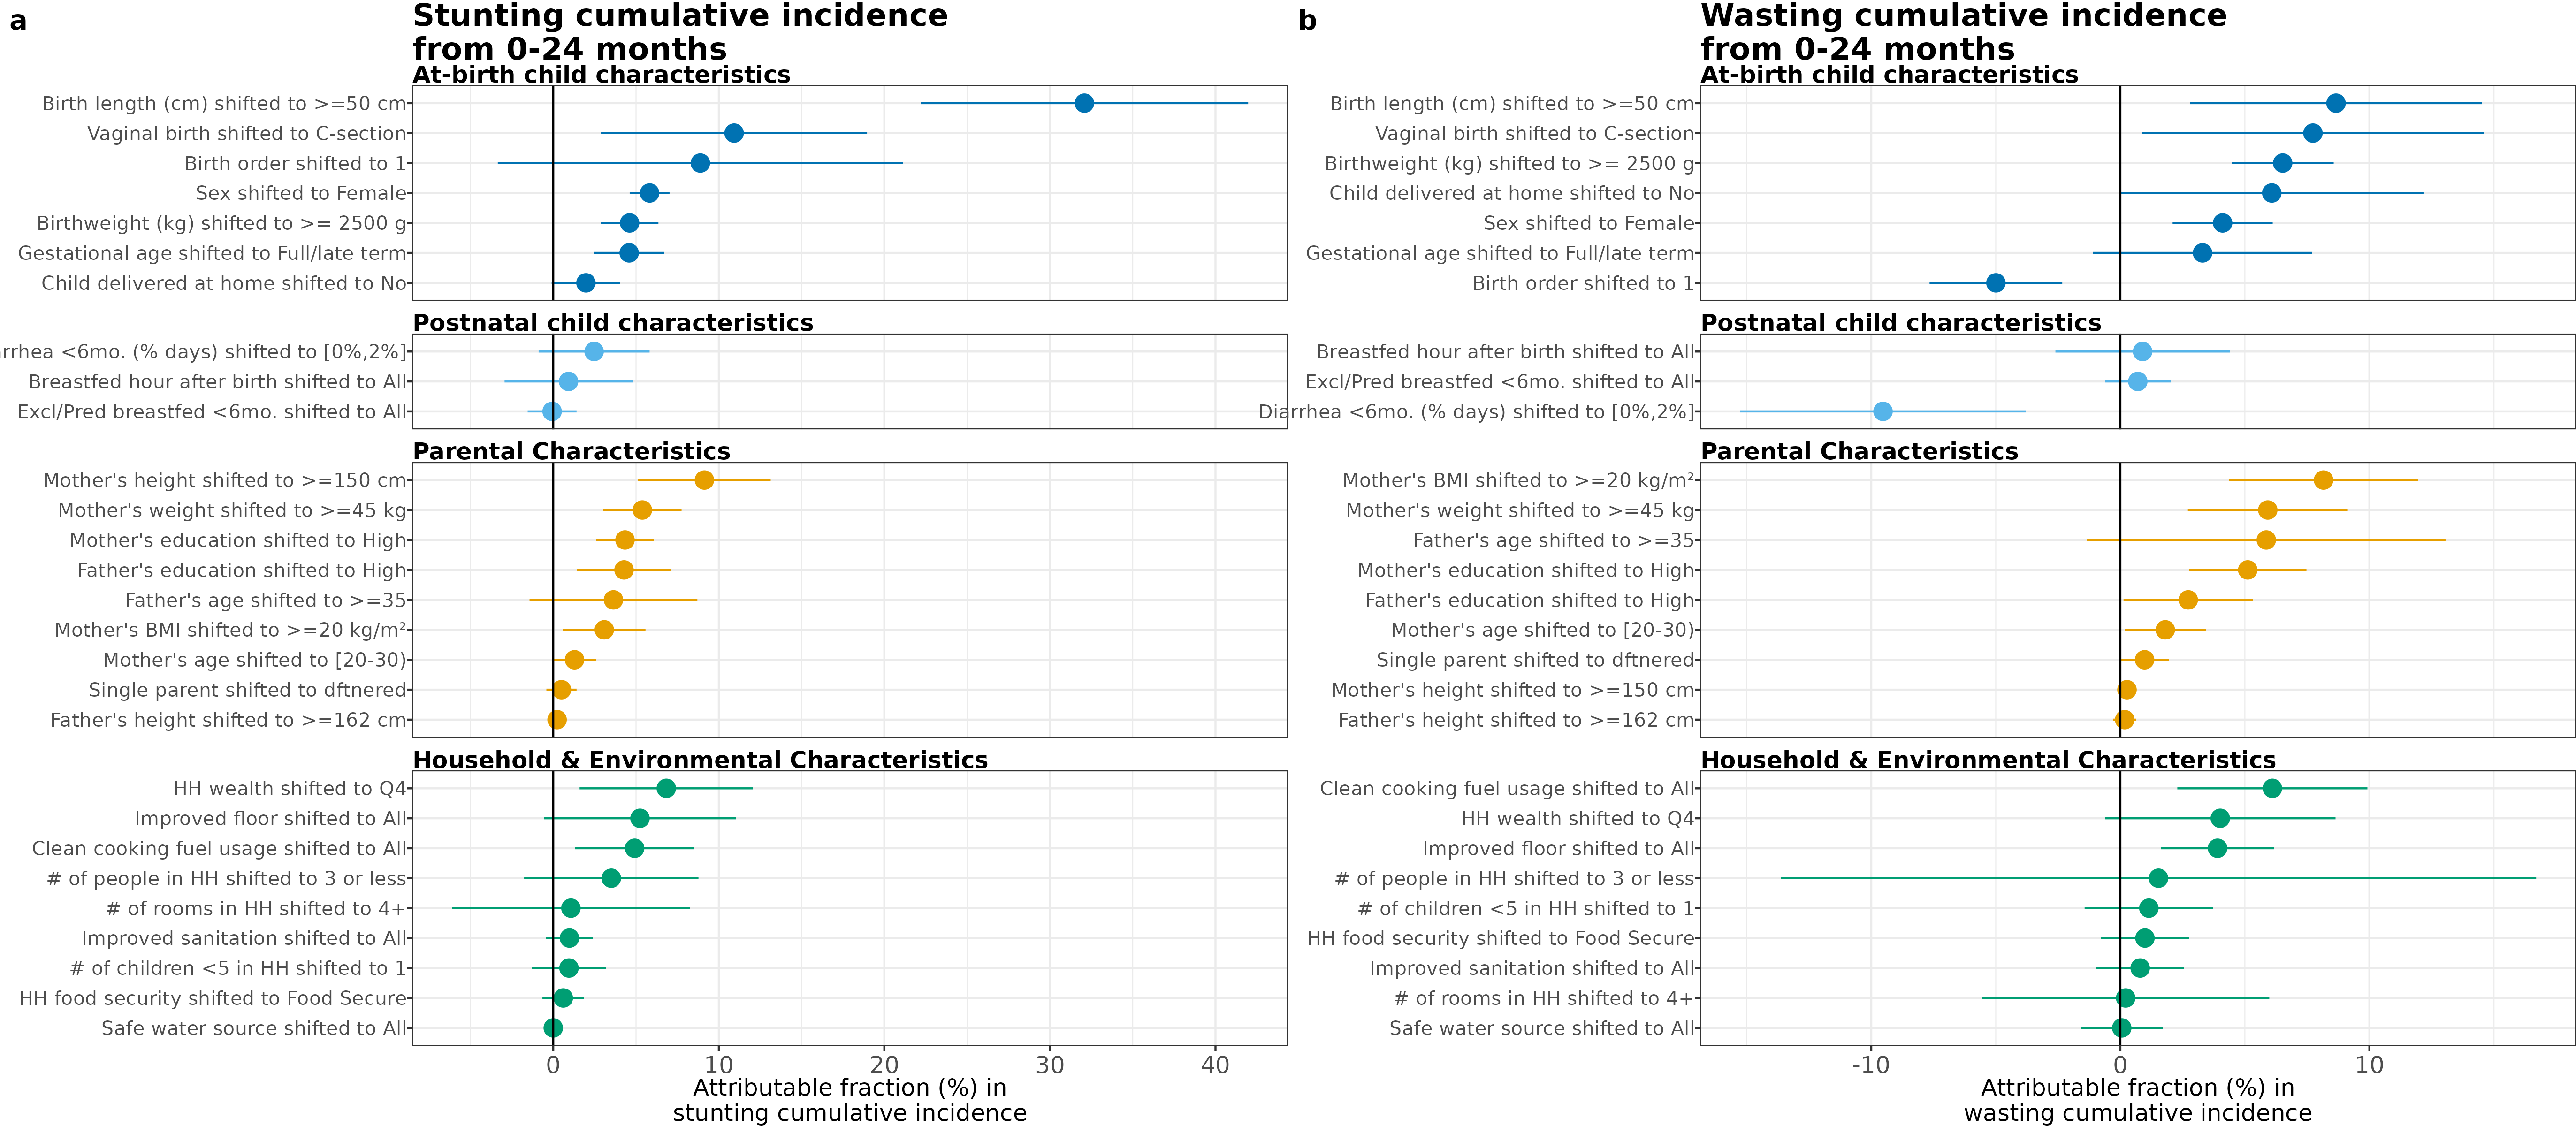 a
Stunting cumulative incidence
from 0-24 months
At-birth child characteristics
Birth length (cm) shifted to >=50 cm
Vaginal birth shifted to C-section
Birth order shifted to 1
Sex shifted to Female
Birthweight (kg) shifted to >= 2500 g
Gestational age shifted to Full/late term
Child delivered at home shifted to No
Postnatal child characteristics
rrhea <6mo. (% days) shifted to [0%,2%]
Breastfed hour after birth shifted to All
Excl/Pred breastfed <6mo. shifted to All
Parental Characteristics
Mother's height shifted to >=150 cm
Mother's weight shifted to >=45 kg
Mother's education shifted to High
Father's education shifted to High
Father's age shifted to >=35
Mother's BMI shifted to >=20 kg/m²
Mother's age shifted to [20-30)
Single parent shifted to dftnered
Father's height shifted to >=162 cm
Household & Environmental Characteristics
HH wealth shifted to Q4
Improved floor shifted to All
Clean cooking fuel usage shifted to All
# of people in HH shifted to 3 or less
# of rooms in HH shifted to 4+
Improved sanitation shifted to All
# of children <5 in HH shifted to 1
HH food security shifted to Food Secure
Safe water source shifted to All
0 10 20 30 40
Attributable fraction (%) in
stunting cumulative incidence
b
Wasting cumulative incidence
from 0-24 months
At-birth child characteristics
Birth length (cm) shifted to >=50 cm
Vaginal birth shifted to C-section
Birthweight (kg) shifted to >= 2500 g
Child delivered at home shifted to No
Sex shifted to Female
Gestational age shifted to Full/late term
Birth order shifted to 1
Postnatal child characteristics
Breastfed hour after birth shifted to All
Excl/Pred breastfed <6mo. shifted to All
Diarrhea <6mo. (% days) shifted to [0%,2%]
Parental Characteristics
Mother's BMI shifted to >=20 kg/m²
Mother's weight shifted to >=45 kg
Father's age shifted to >=35
Mother's education shifted to High
Father's education shifted to High
Mother's age shifted to [20-30)
Single parent shifted to dftnered
Mother's height shifted to >=150 cm
Father's height shifted to >=162 cm
Household & Environmental Characteristics
Clean cooking fuel usage shifted to All
HH wealth shifted to Q4
Improved floor shifted to All
# of people in HH shifted to 3 or less
# of children <5 in HH shifted to 1
HH food security shifted to Food Secure
Improved sanitation shifted to All
# of rooms in HH shifted to 4+
Safe water source shifted to All
-10 0 10
Attributable fraction (%) in
wasting cumulative incidence